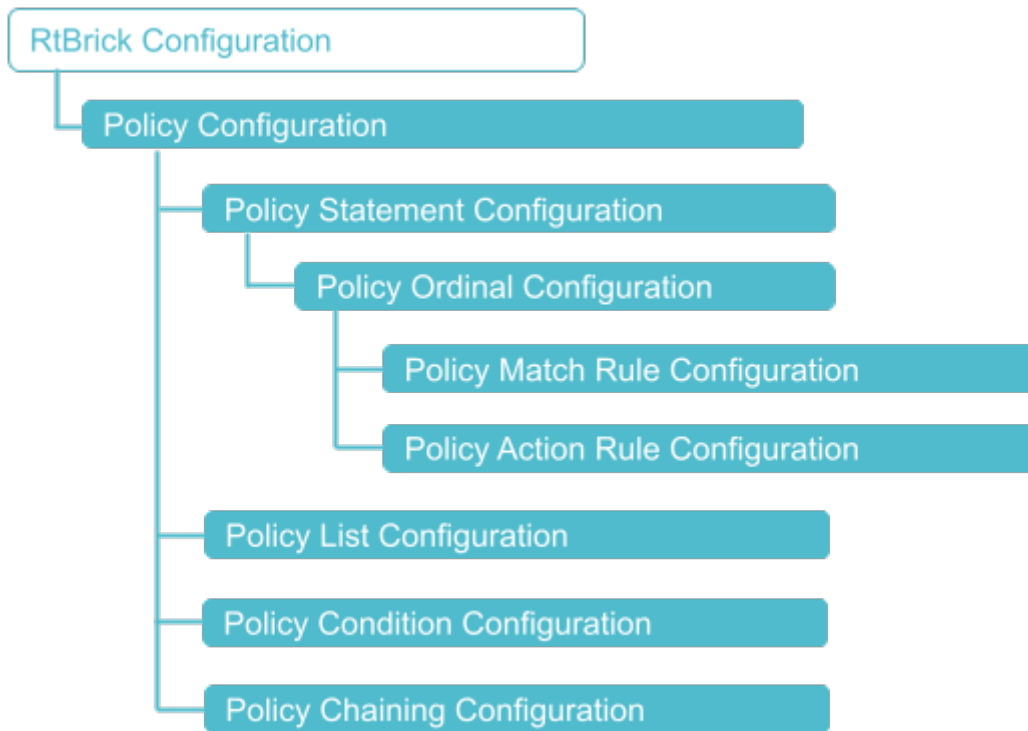 RtBrick Configuration
Policy Configuration
Policy Statement Configuration
Policy Ordinal Configuration
Policy Match Rule Configuration
Policy Action Rule Configuration
Policy List Configuration
Policy Condition Configuration
Policy Chaining Configuration